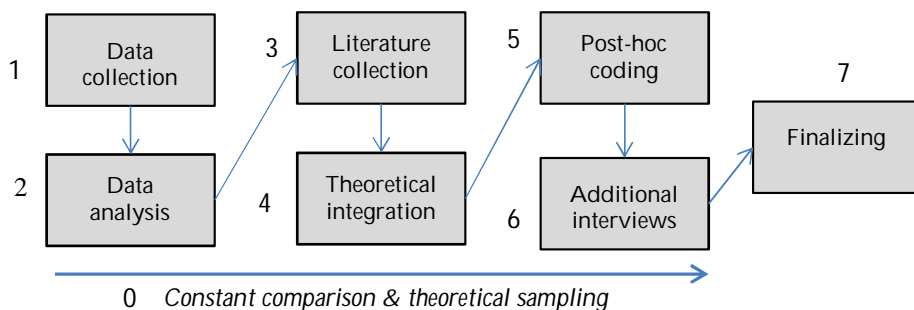 1
Data
collection
2
Data
analysis
3
Literature
collection
4
Theoretical
integration
5
Post-hoc
coding
6
Additional
interviews
7
Finalizing
0 Constant comparison & theoretical sampling